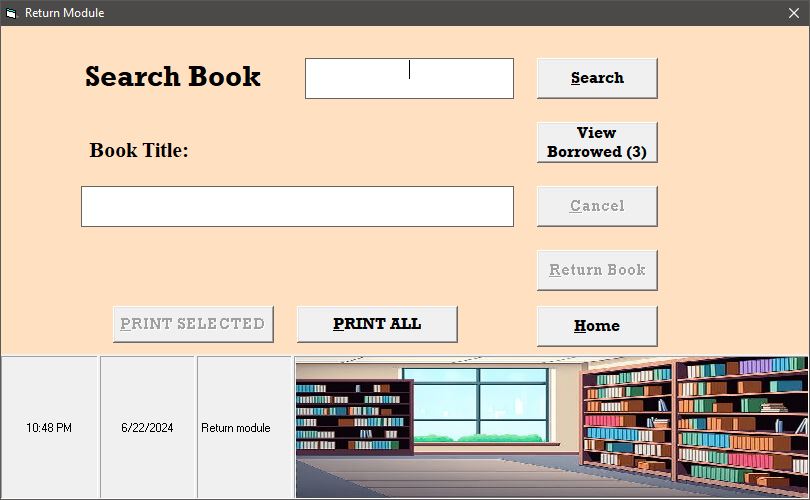 Return Module
Search Book
Search
View
Borrowed (3)
Book Title:
Cancel
Return Book
PRINT SELECTED
PRINT ALL
Home
10:48 PM
6/22/2024
Return module